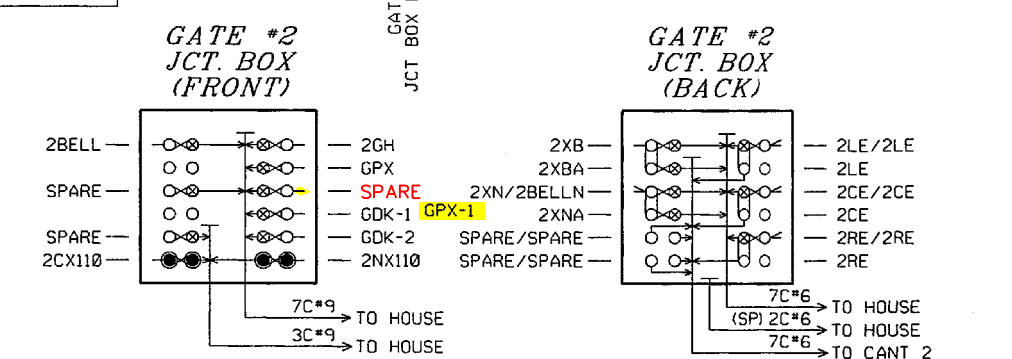 GATE #2
JCT. BOX
(FRONT)
GAT
JCT BOX
GATE #2
JCT. BOX
(BACK)
2BELL
SPARE
SPARE
2CX110
2GH
GPX
SPARE
GDK-1 GPX-1
GDK-2
2NX110
7C#9
TO HOUSE
3C#9
TO HOUSE
2XB
2XBA
2XN/2BELLN
2XNA
SPARE/SPARE
SPARE/SPARE
2LE/2LE
2LE
2CE/2CE
2CE
2RE/2RE
2RE
7C#6
TO HOUSE
(SP) 2C#6
TO HOUSE
7C#6
TO CANT 2